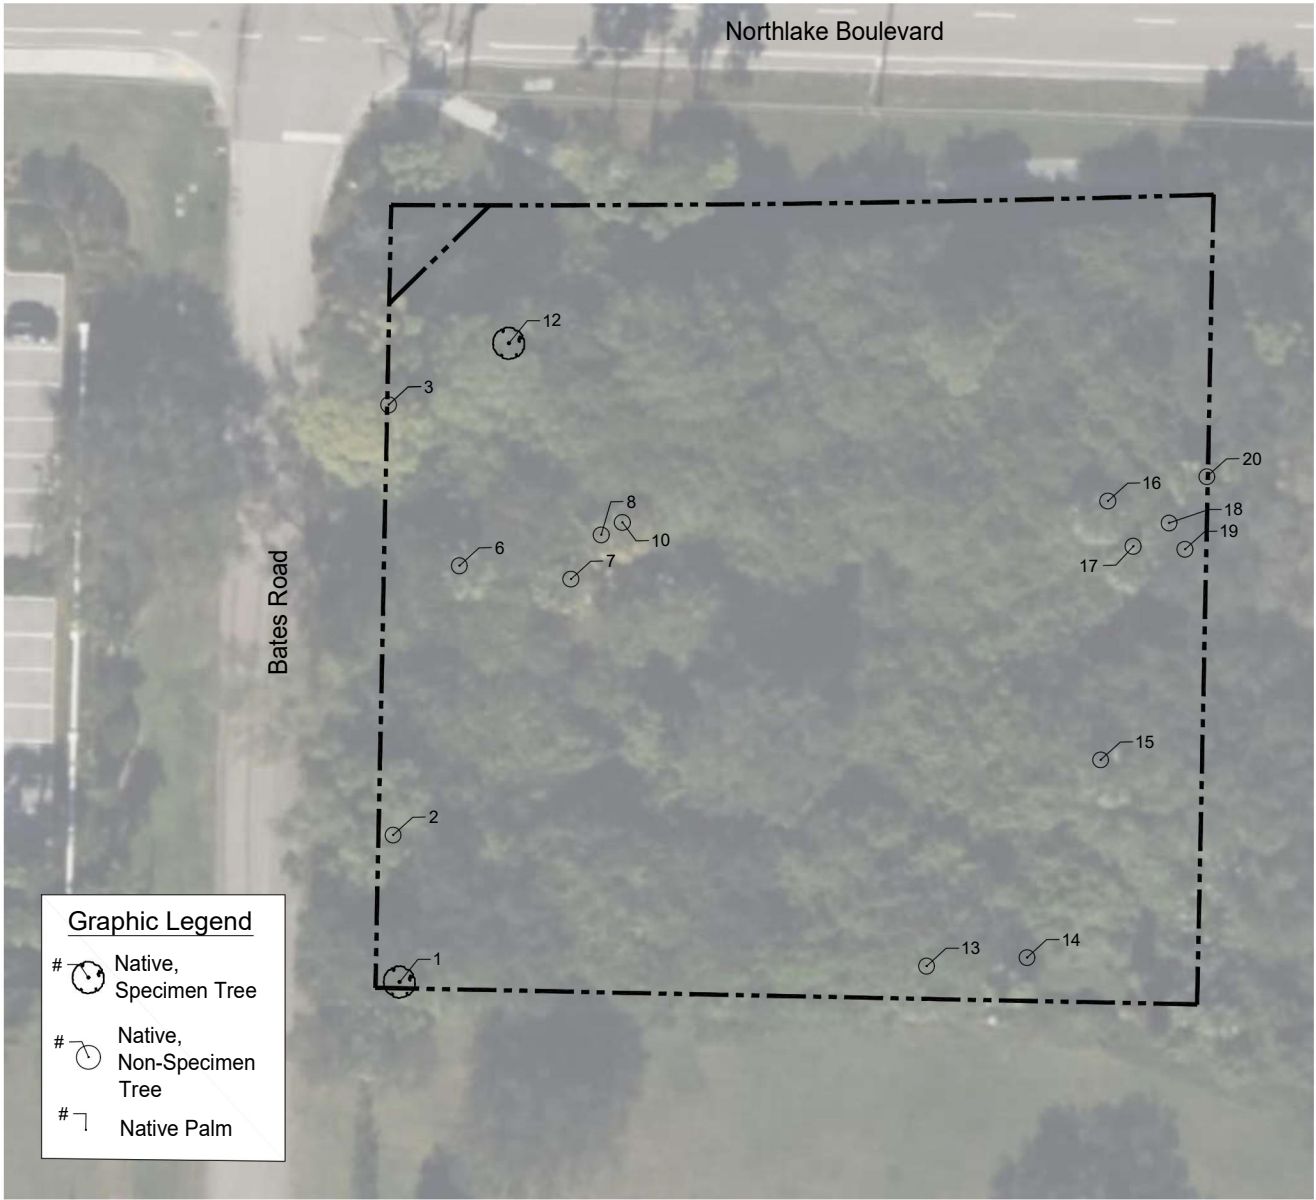 Northlake Boulevard
12
3
20
16
8
18
10
19
6
7
17
Bates Road
15
2
13
14
1
Graphic Legend
#
Native,
Specimen Tree
#
Native,
Non-Specimen
Tree
#
Native Palm